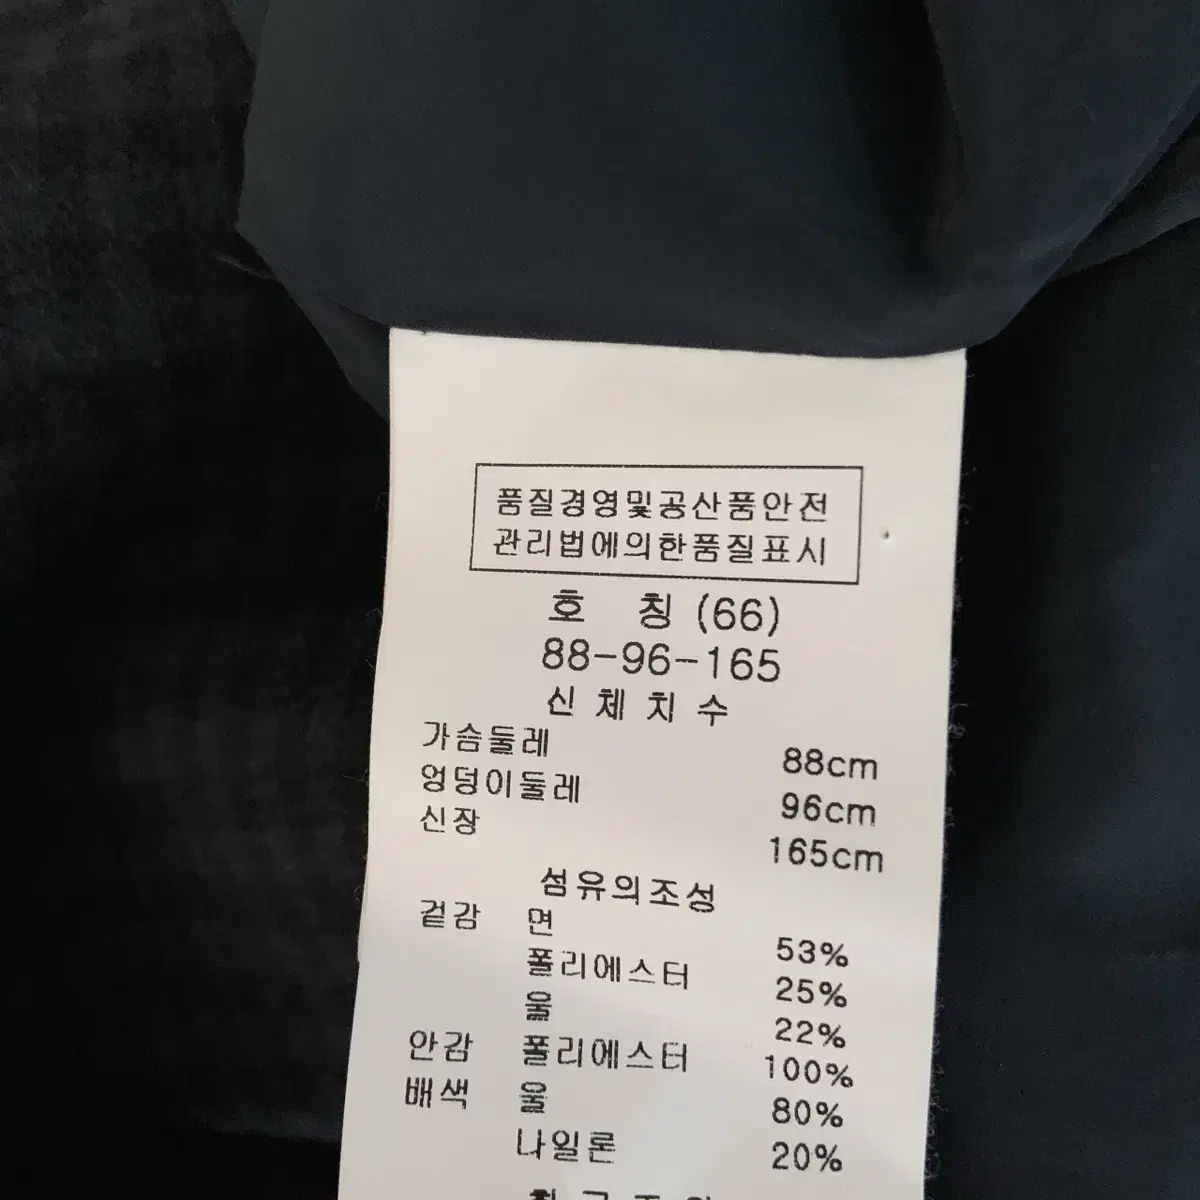 품질경영및공산품안전
관리법에의한품질표시
호 칭 (66)
88-96-165
신체치수
가슴둘레 88cm
엉덩이둘레 96cm
신장 165cm
섬유의조성
겉감 면 53%
폴리에스터 25%
울 22%
안감 폴리에스터 100%
배색 울 80%
나일론 20%